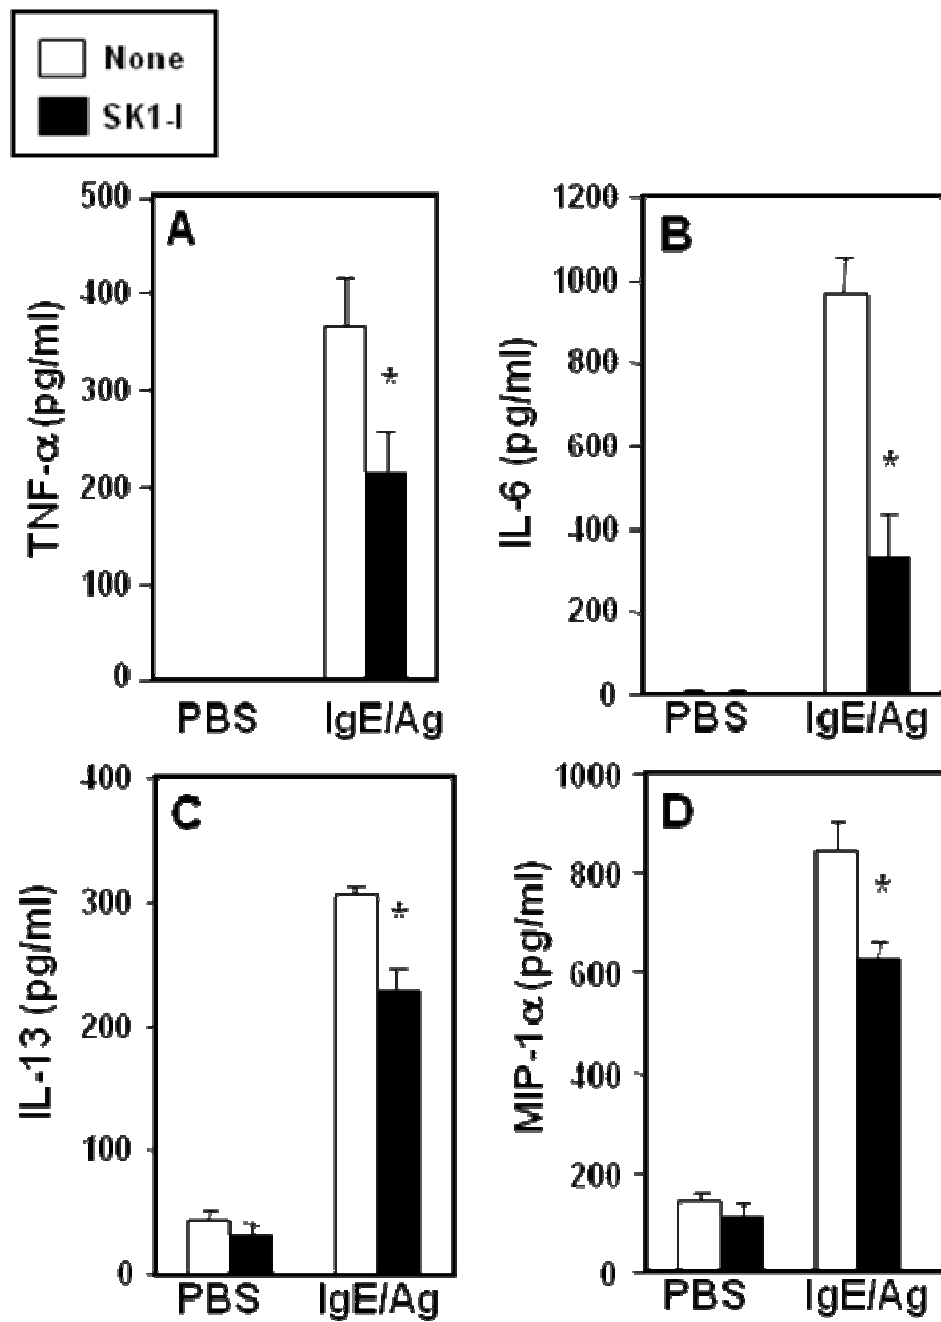 None
SK1-I
A
TNF-α (pg/ml)
500
400
300
200
100
0
PBS IgE/Ag
*
B
IL-6 (pg/ml)
1200
1000
800
600
400
200
0
PBS IgE/Ag
*
C
IL-13 (pg/ml)
400
300
200
100
0
PBS IgE/Ag
*
D
MIP-1α (pg/ml)
1000
800
600
400
200
0
PBS IgE/Ag
*